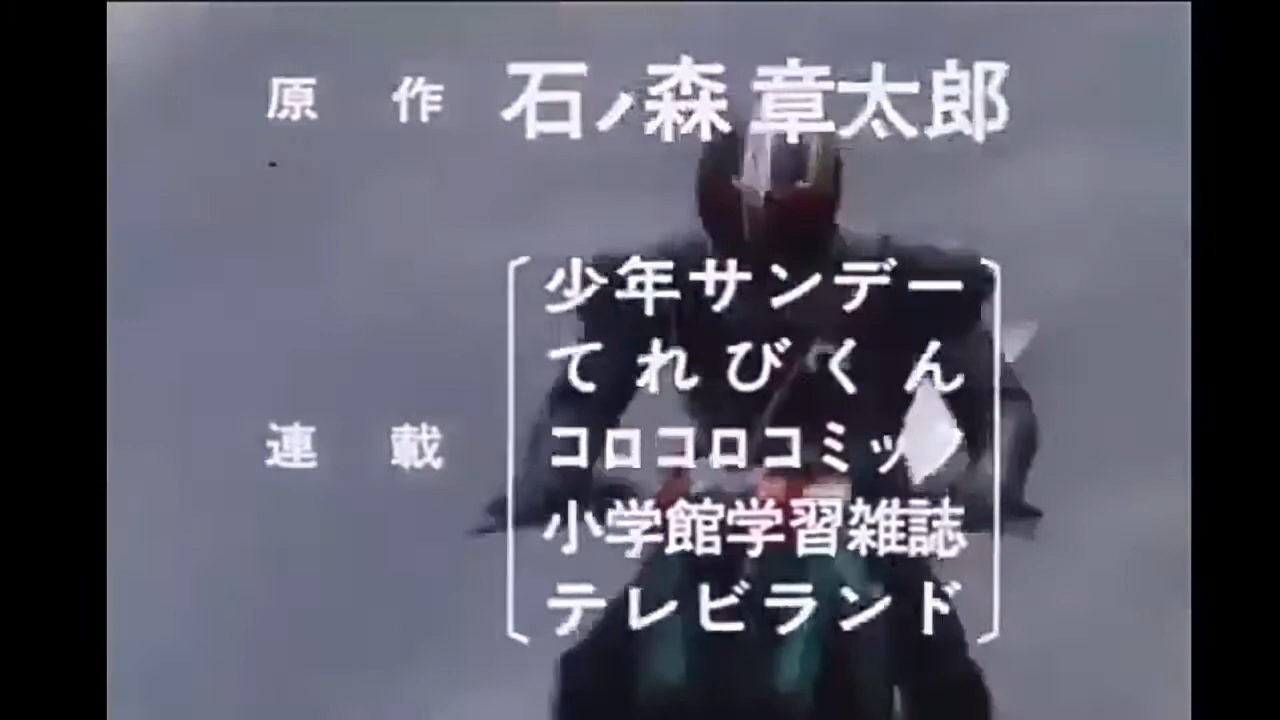 原作 石ノ森章太郎
少年サンデー
てれびくん
連載 コロコロコミッ
小学館学習雑誌
テレビランド